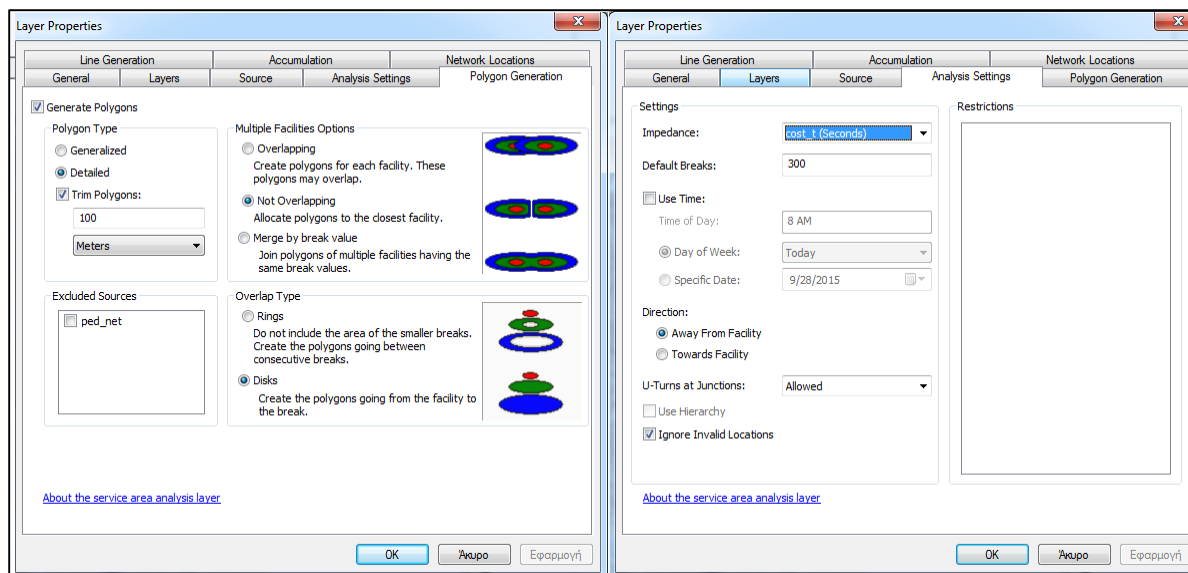 Layer Properties
Line Generation Accumulation Network Locations
General Layers Source Analysis Settings Polygon Generation
Generate Polygons
Polygon Type
Generalized
Detailed
Trim Polygons:
100
Meters
Multiple Facilities Options
Overlapping
Create polygons for each facility. These
polygons may overlap.
Not Overlapping
Allocate polygons to the closest facility.
Merge by break value
Join polygons of multiple facilities having the
same break values.
Excluded Sources
ped_net
Overlap Type
Rings
Do not include the area of the smaller breaks.
Create the polygons going between
consecutive breaks.
Disks
Create the polygons going from the facility to
the break.
About the service area analysis layer
OK Άκυρο Εφαρμογή
Layer Properties
Line Generation Accumulation Network Locations
General Layers Source Analysis Settings Polygon Generation
Settings
Impedance: cost_t (Seconds)
Default Breaks: 300
Use Time:
Time of Day: 8 AM
Day of Week: Today
Specific Date: 9/28/2015
Direction:
Away From Facility
Towards Facility
U-Turns at Junctions: Allowed
Use Hierarchy
Ignore Invalid Locations
Restrictions
About the service area analysis layer
OK Άκυρο Εφαρμογή